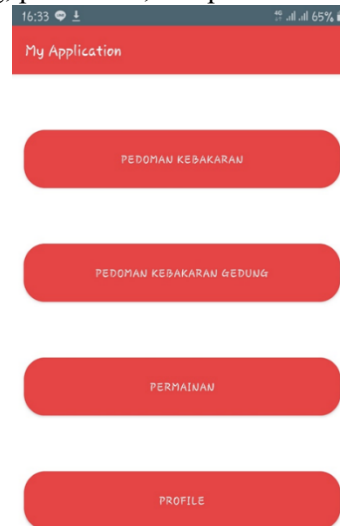 16:33 65%
My Application
PEDOMAN KEBAKARAN
PEDOMAN KEBAKARAN GEDUNG
PERMAINAN
PROFILE